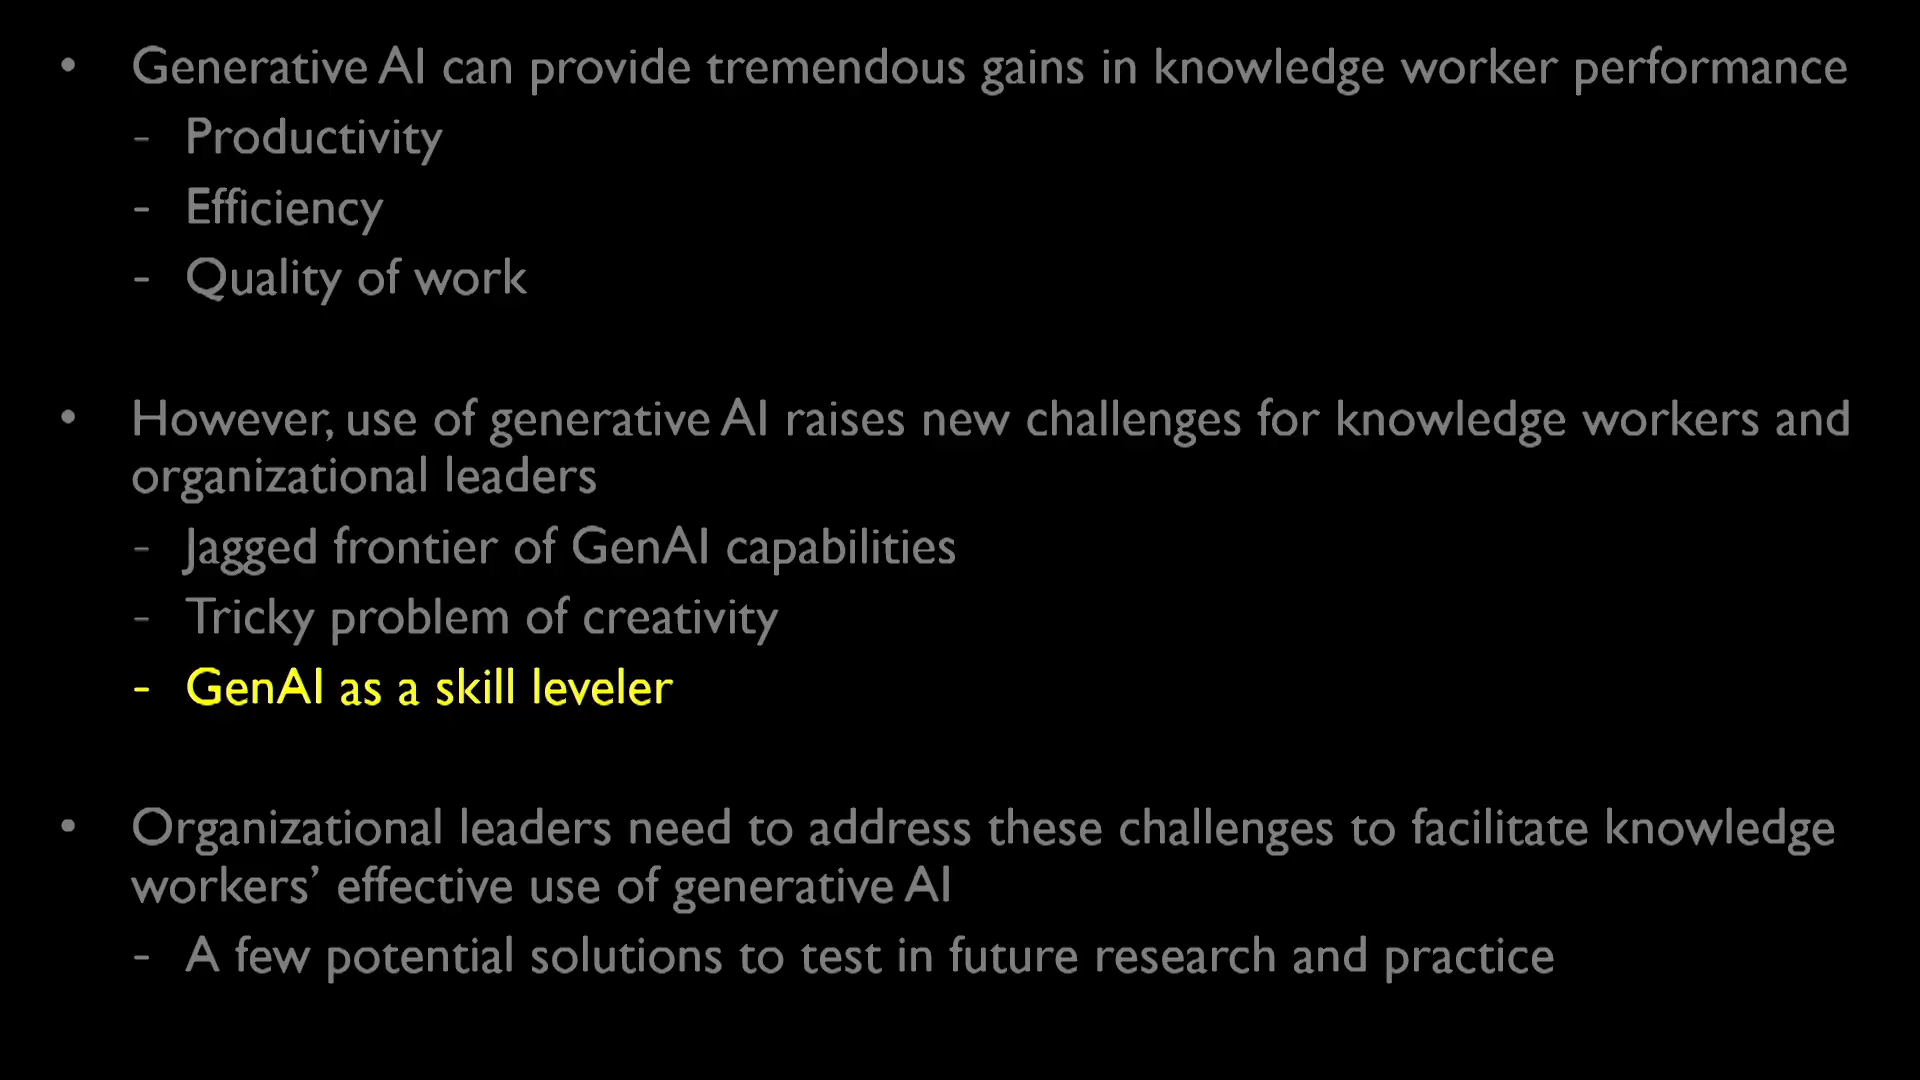 • Generative AI can provide tremendous gains in knowledge worker performance
- Productivity
- Efficiency
- Quality of work
• However, use of generative AI raises new challenges for knowledge workers and
organizational leaders
- Jagged frontier of GenAI capabilities
- Tricky problem of creativity
- GenAI as a skill leveler
• Organizational leaders need to address these challenges to facilitate knowledge
workers’ effective use of generative AI
- A few potential solutions to test in future research and practice